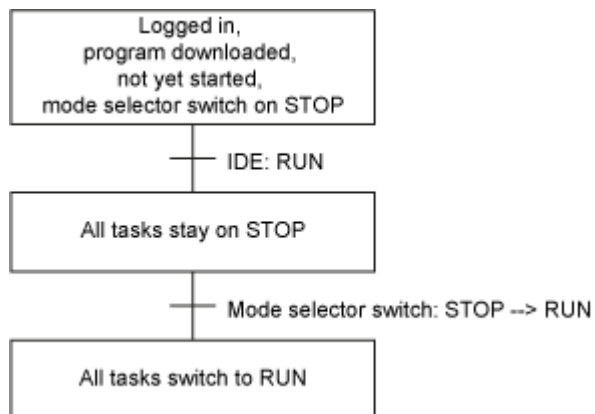 Logged in,
program downloaded,
not yet started,
mode selector switch on STOP
IDE: RUN
All tasks stay on STOP
Mode selector switch: STOP --> RUN
All tasks switch to RUN